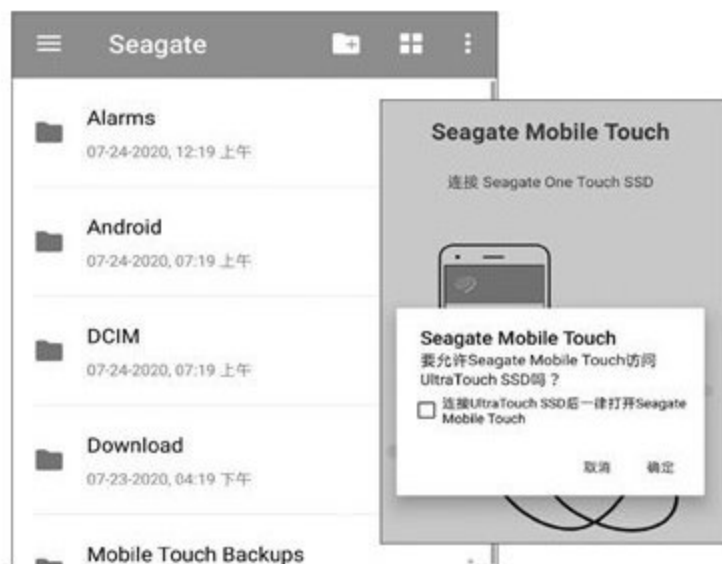 Seagate
Alarms
07-24-2020, 12:19 上午
Android
07-24-2020, 07:19 上午
DCIM
07-24-2020, 07:19 上午
Download
07-23-2020, 04:19 下午
Mobile Touch Backups
Seagate Mobile Touch
连接 Seagate One Touch SSD
Seagate Mobile Touch
要允许Seagate Mobile Touch访问
UltraTouch SSD吗？
连接UltraTouch SSD后一律打开Seagate
Mobile Touch
取消 确定